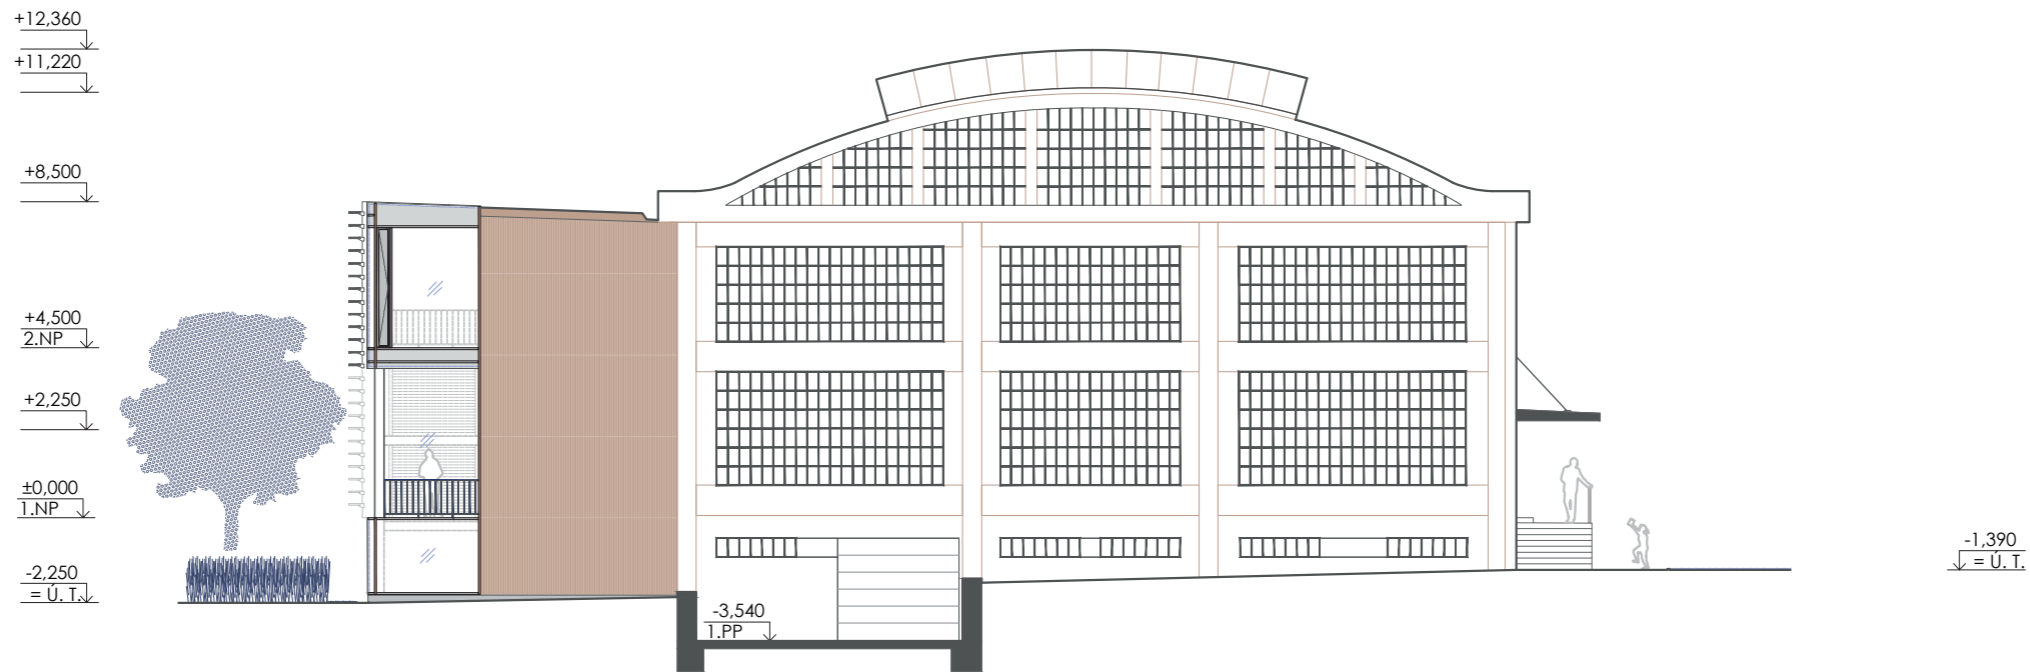 +12,360
+11,220
+8,500
+4,500
2.NP
+2,250
±0,000
1.NP
-2,250
= Ú. T.
-3,540
1.PP
-1,390
= Ú. T.